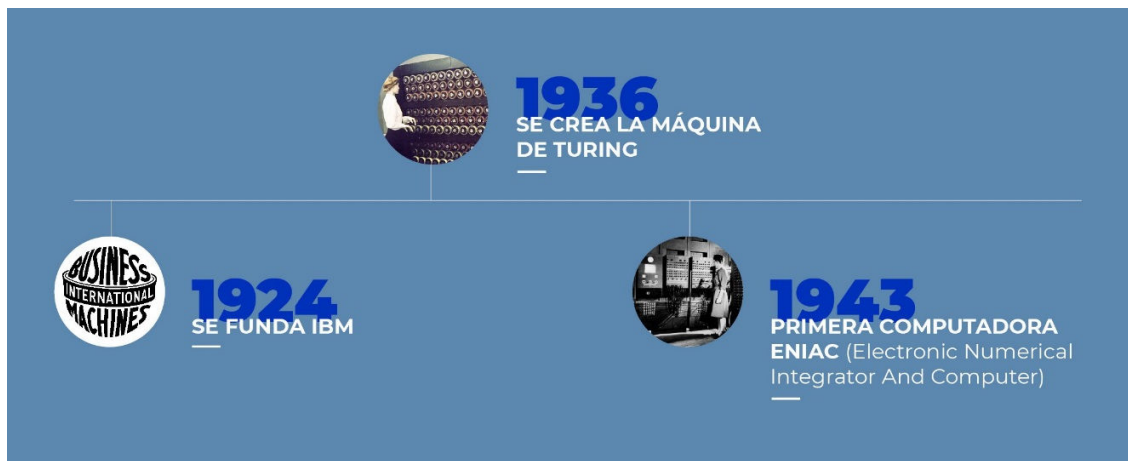 1936
SE CREA LA MÁQUINA
DE TURING
BUSINESS
INTERNATIONAL
MACHINES
1924
SE FUNDA IBM
1943
PRIMERA COMPUTADORA
ENIAC (Electronic Numerical
Integrator And Computer)